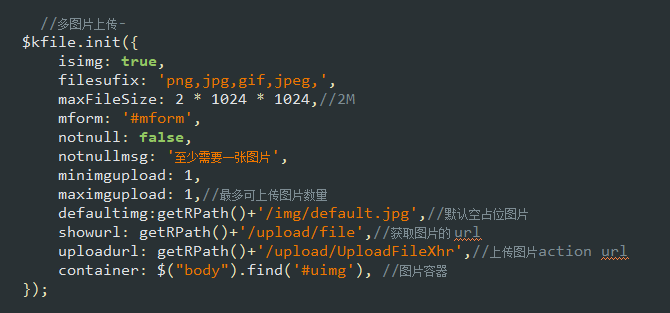 //多图片上传-
$kfile.init({
isimg: true,
filesufix: 'png,jpg,gif,jpeg,',
maxFileSize: 2 * 1024 * 1024,//2M
mform: '#mform',
notnull: false,
notnullmsg: '至少需要一张图片',
minimgupload: 1,
maximgupload: 1,//最多可上传图片数量
defaultimg:getRPath()+'/img/default.jpg',//默认空占位图片
showurl: getRPath()+'/upload/file',//获取图片的url
uploadurl: getRPath()+'/upload/UploadFileXhr',//上传图片action url
container: $("body").find('#uimg'), //图片容器
});